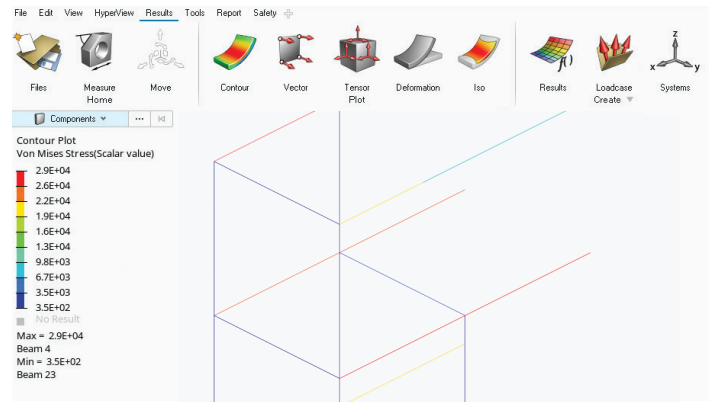 File Edit View HyperView Results Tools Report Safety
Files Measure Move Contour Vector Tensor Deformation Iso Results Loadcase Systems
Home Plot Create
Components
Contour Plot
Von Mises Stress(Scalar value)
2.9E+04
2.6E+04
2.2E+04
1.9E+04
1.6E+04
1.3E+04
9.8E+03
6.7E+03
3.5E+03
3.5E+02
No Result
Max = 2.9E+04
Beam 4
Min = 3.5E+02
Beam 23
z
x y
f()